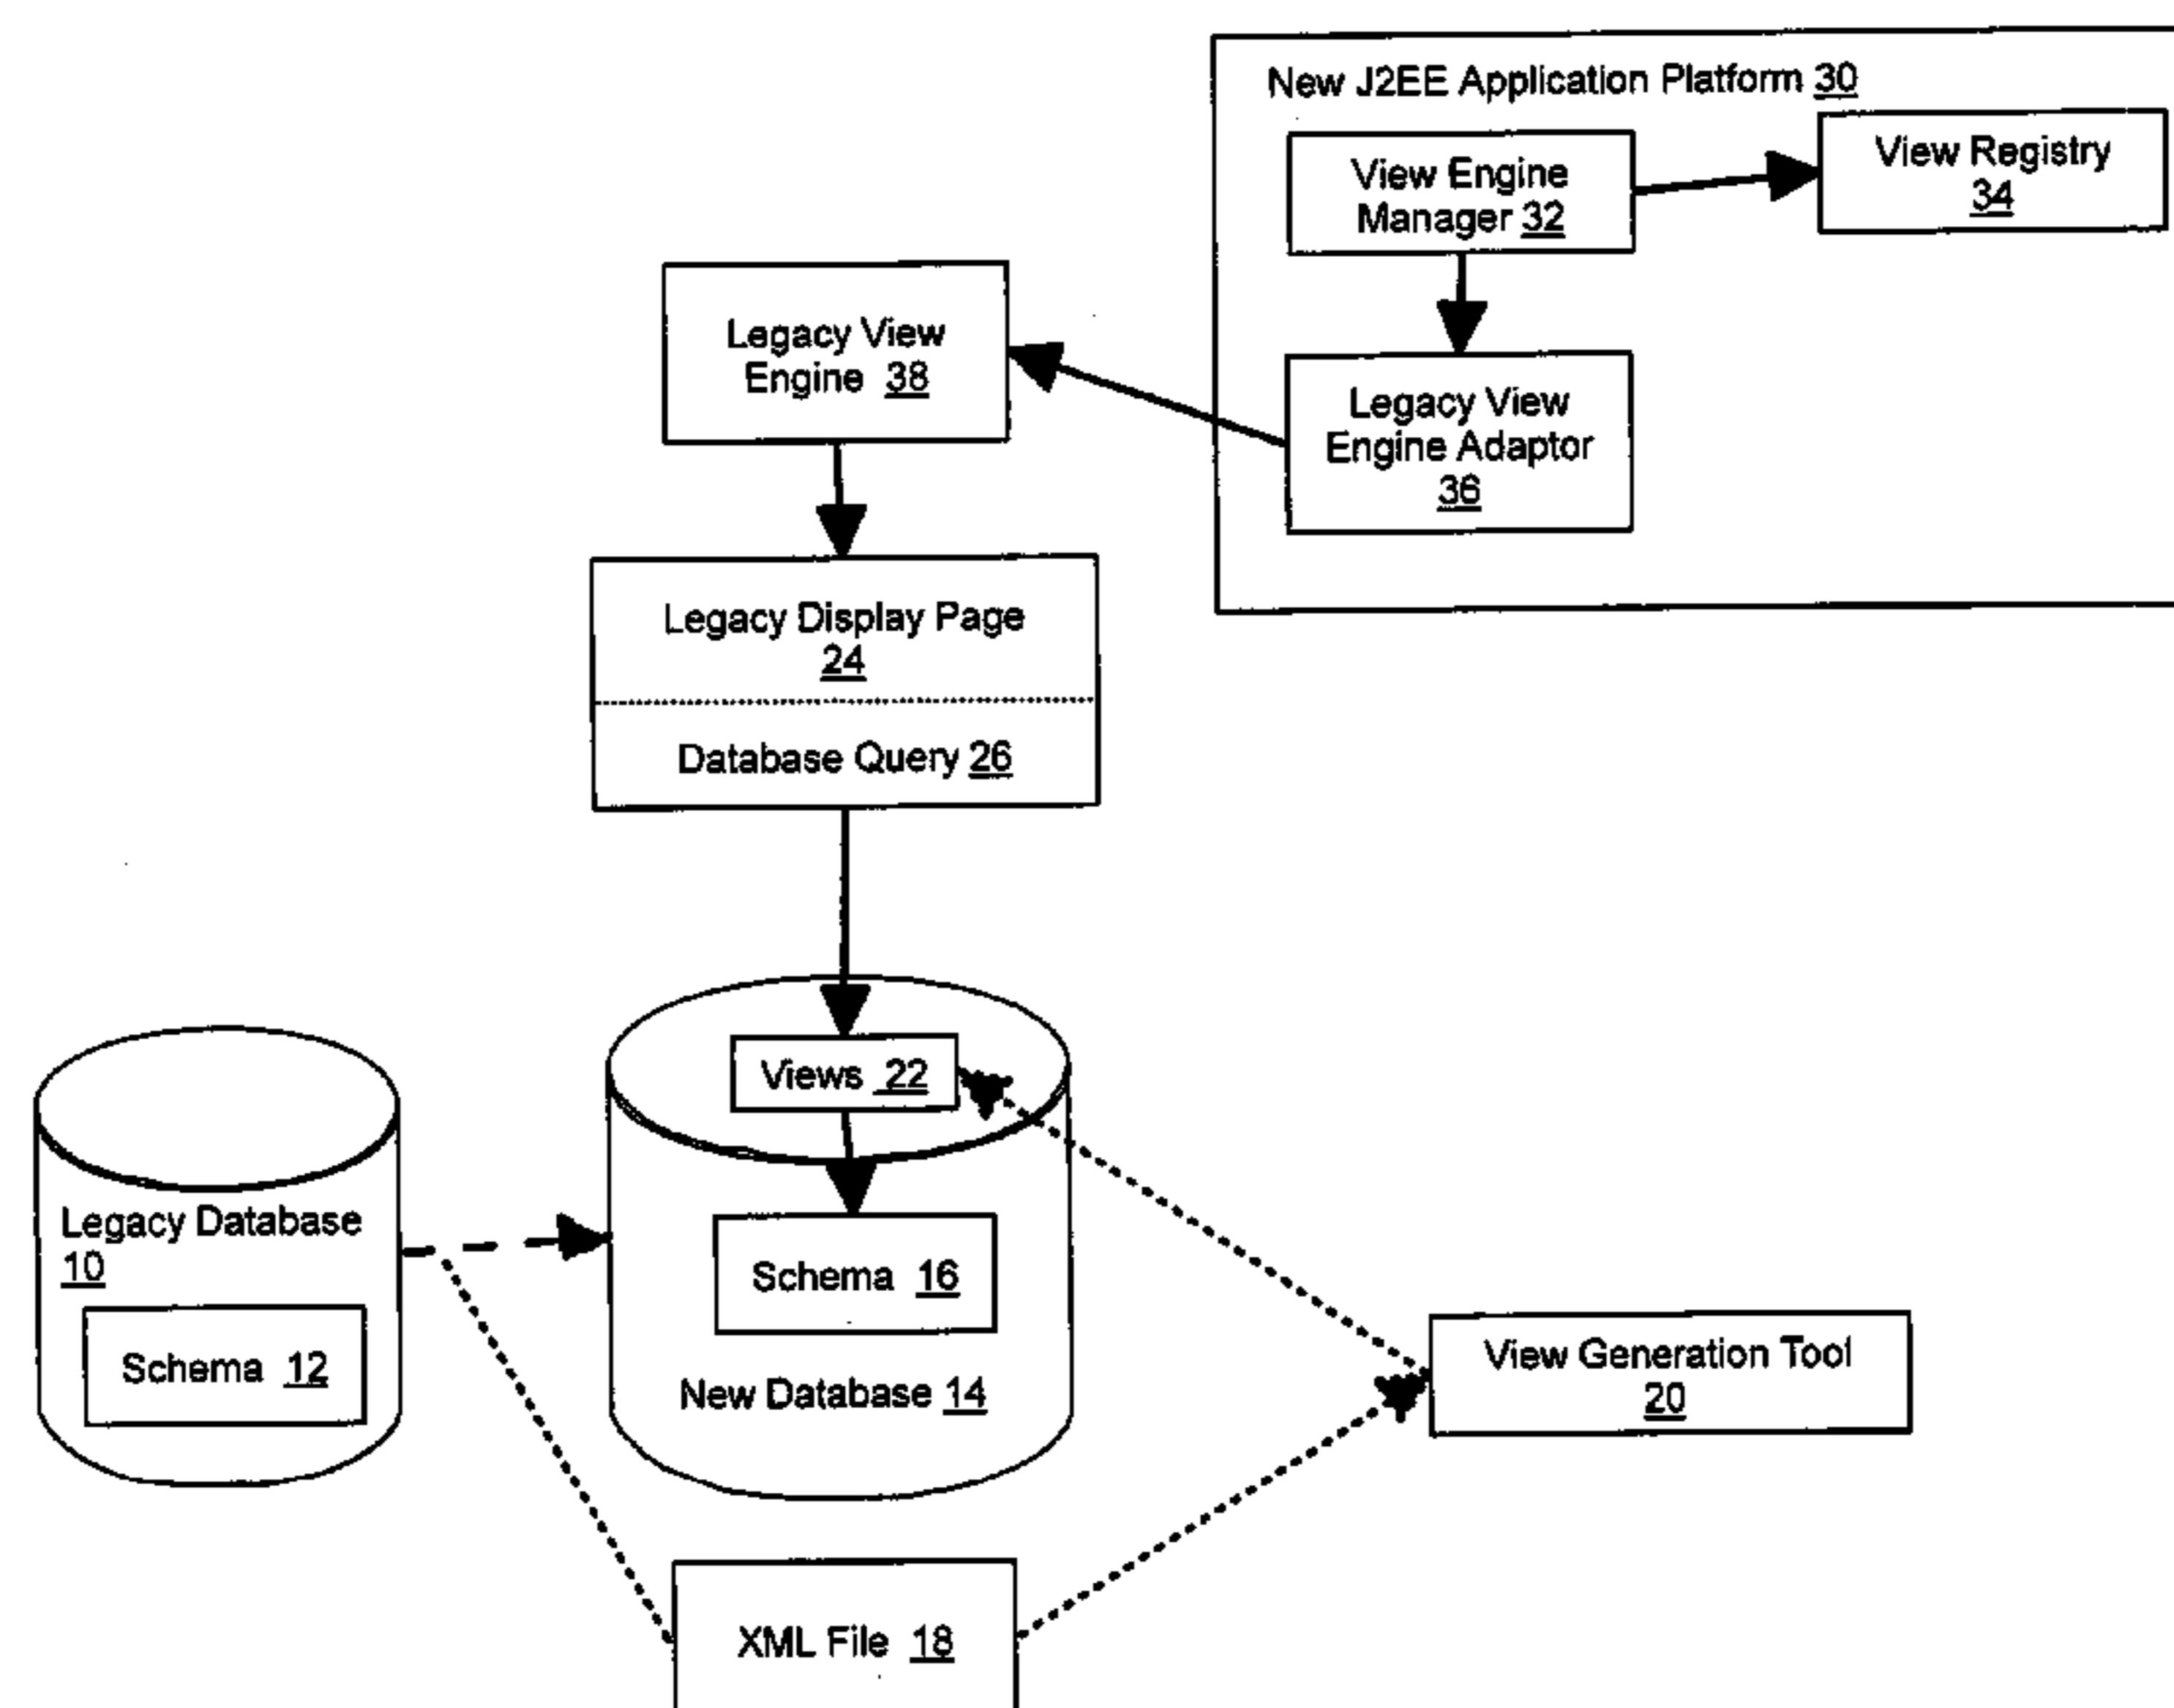 New J2EE Application Platform 30
View Engine
Manager 32
View Registry
34
Legacy View
Engine 38
Legacy View
Engine Adaptor
36
Legacy Display Page
24
Database Query 26
Views 22
Legacy Database
10
Schema 12
Schema 16
New Database 14
View Generation Tool
20
XML File 18